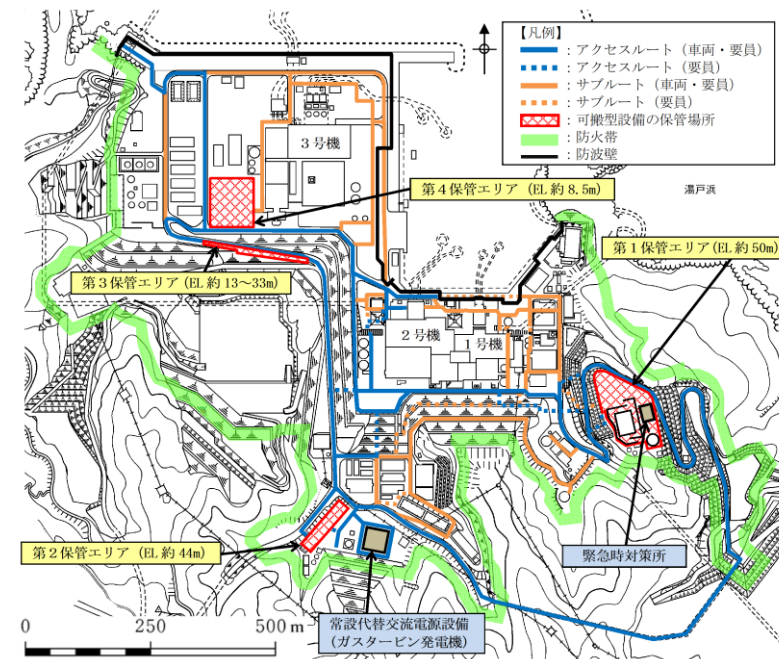 【凡例】
：アクセスルート（車両・要員）
：アクセスルート（要員）
：サブルート（車両・要員）
：サブルート（要員）
：可搬型設備の保管場所
：防火帯
：防波壁
3号機
第4保管エリア（EL 約 8.5m）
湯戸浜
第1保管エリア（EL 約 50m）
第3保管エリア（EL 約 13～33m）
2号機
1号機
第2保管エリア（EL 約 44m）
緊急時対策所
常設代替交流電源設備
（ガスタービン発電機）
0 250 500 m